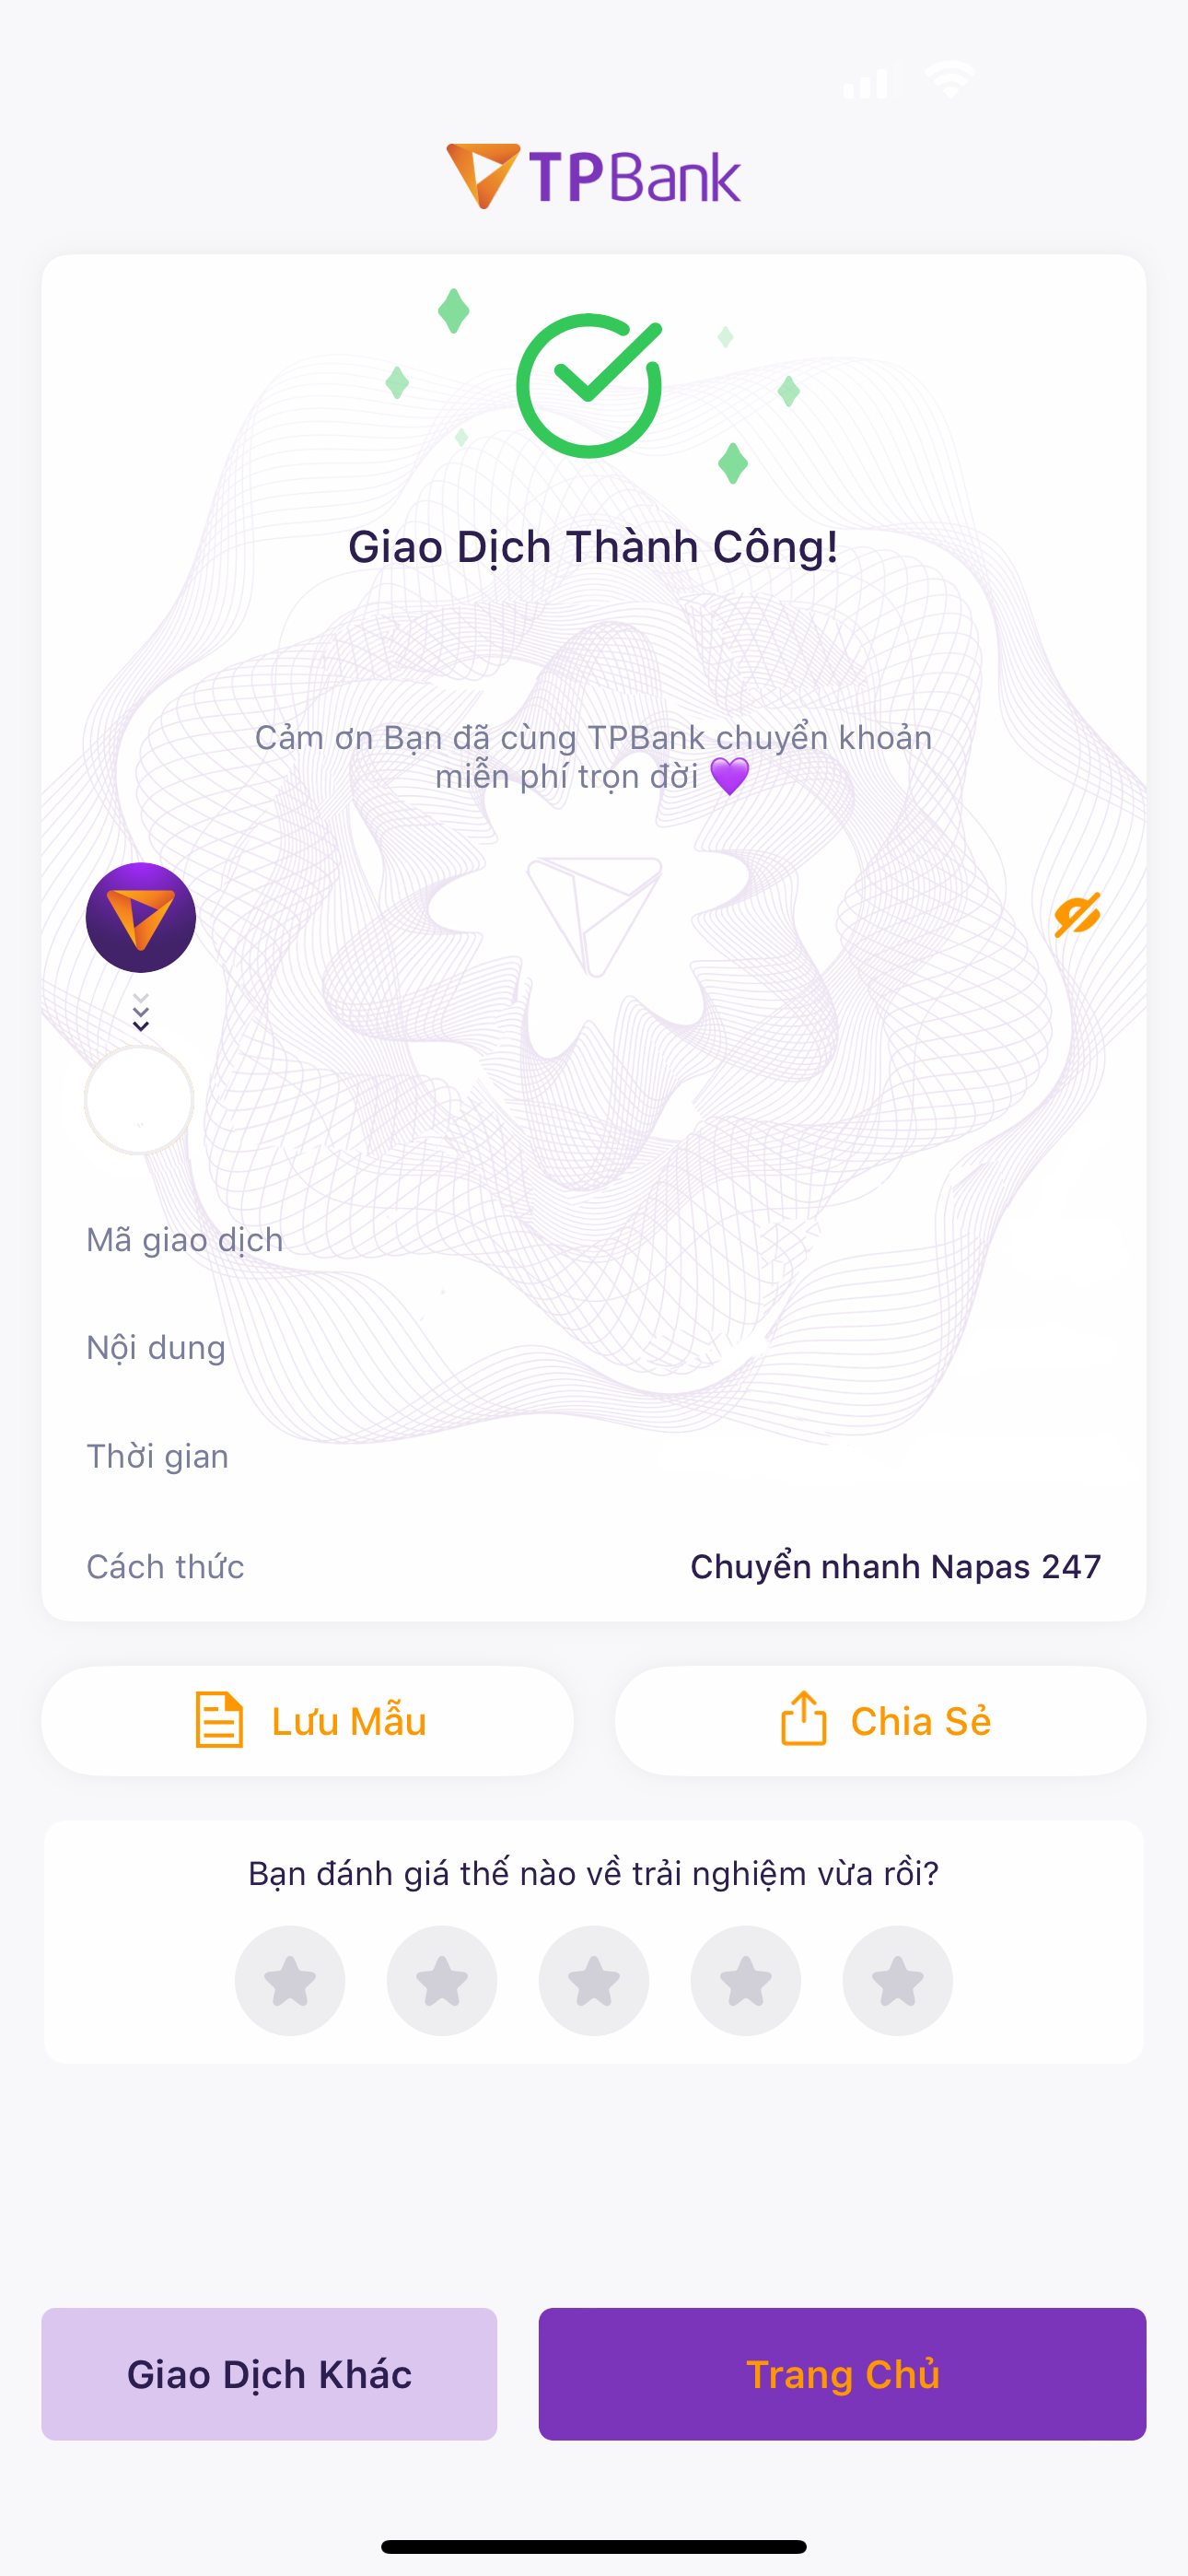 TPBank
Giao Dịch Thành Công!
Cảm ơn Bạn đã cùng TPBank chuyển khoản
miễn phí trọn đời 💜
Mã giao dịch
Nội dung
Thời gian
Cách thức Chuyển nhanh Napas 247
Lưu Mẫu Chia Sẻ
Bạn đánh giá thế nào về trải nghiệm vừa rồi?
Giao Dịch Khác Trang Chủ